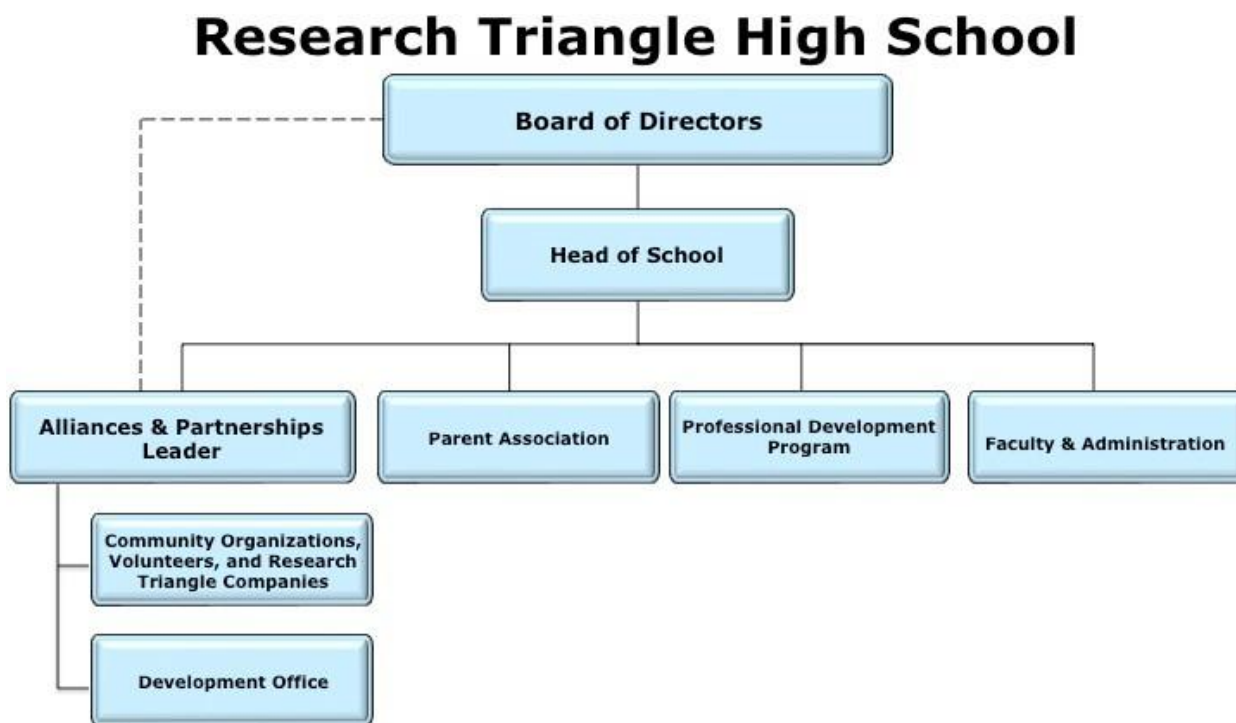 Research Triangle High School
Board of Directors
Head of School
Alliances & Partnerships
Leader
Parent Association
Professional Development
Program
Faculty & Administration
Community Organizations,
Volunteers, and Research
Triangle Companies
Development Office